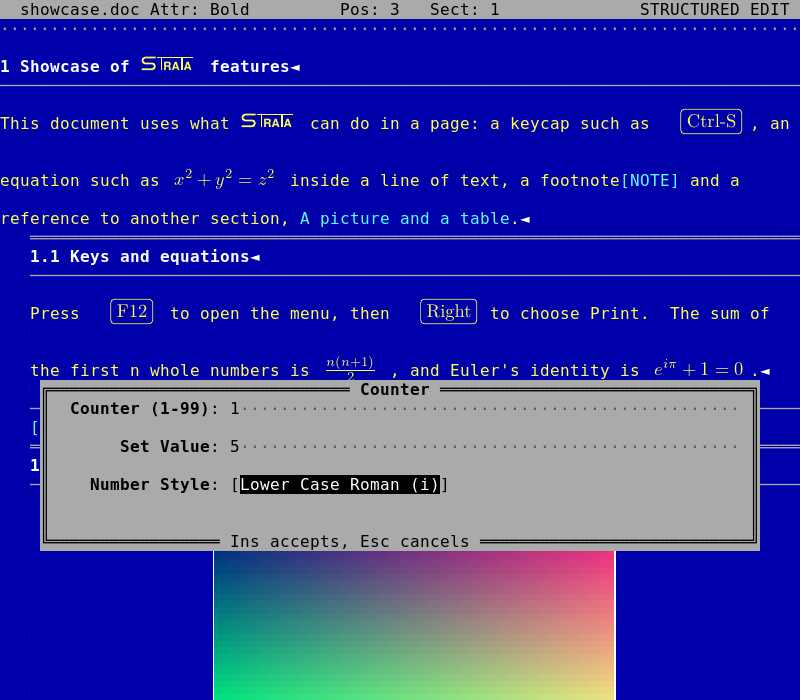 showcase.doc Attr: Bold Pos: 3 Sect: 1 STRUCTURED EDIT
1 Showcase of STRATA features◄
This document uses what STRATA can do in a page: a keycap such as Ctrl-S , an
equation such as x² + y² = z² inside a line of text, a footnote[NOTE] and a
reference to another section, A picture and a table.◄
1.1 Keys and equations◄
Press F12 to open the menu, then Right to choose Print. The sum of
the first n whole numbers is n(n+1)/2 , and Euler's identity is e^{iπ} + 1 = 0 .◄
Counter
Counter (1-99): 1
[
Set Value: 5
1
Number Style: [Lower Case Roman (i)]
Ins accepts, Esc cancels